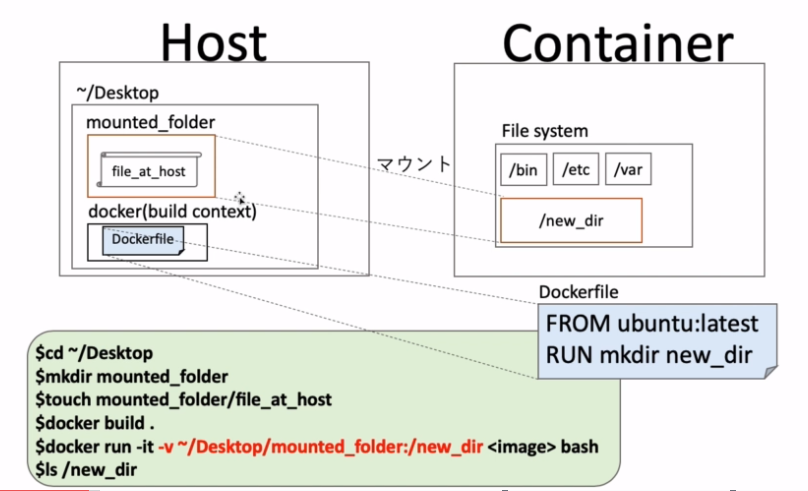 Host
Container
~/Desktop
mounted_folder
file_at_host
docker(build context)
Dockerfile
マウント
File system
/bin
/etc
/var
/new_dir
Dockerfile
FROM ubuntu:latest
RUN mkdir new_dir
$cd ~/Desktop
$mkdir mounted_folder
$touch mounted_folder/file_at_host
$docker build .
$docker run -it -v ~/Desktop/mounted_folder:/new_dir <image> bash
$ls /new_dir